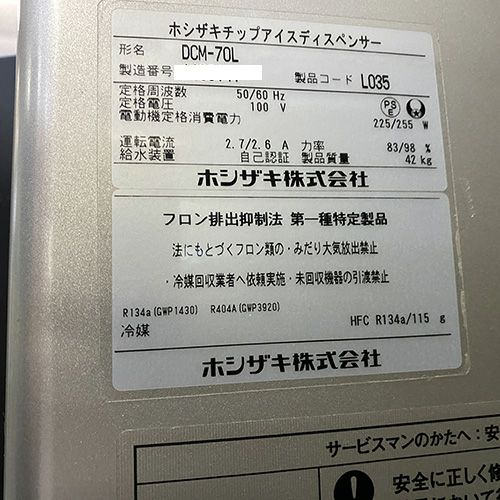 ホシザキチップアイスディスペンサー
形名 DCM-70L
製造番号 製品コード L035
定格周波数 50/60 Hz
定格電圧 100 V
電動機定格消費電力 225/255 W
PSE
運転電流 2.7/2.6 A 力率 83/98 %
給水装置 自己認証 製品質量 42 kg
ホシザキ株式会社
フロン排出抑制法 第一種特定製品
法にもとづくフロン類の・みだり大気放出禁止
・冷媒回収業者へ依頼実施・未回収機器の引渡禁止
R134a(GWP1430) R404A(GWP3920)
冷媒 HFC R134a/115 g
ホシザキ株式会社
サービスマンのかたへ：安
安全に正しく修